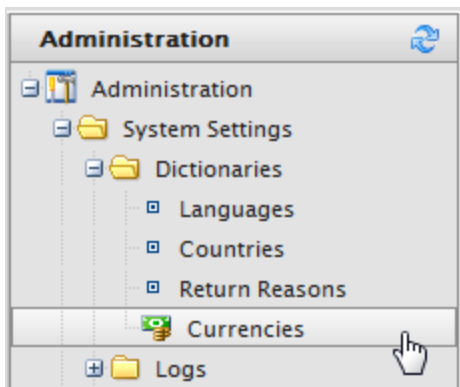 Administration
Administration
System Settings
Dictionaries
Languages
Countries
Return Reasons
Currencies
Logs